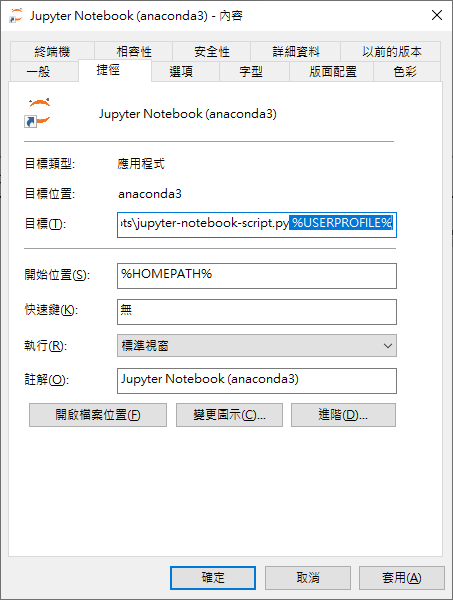 Jupyter Notebook (anaconda3) - 內容
終端機 相容性 安全性 詳細資料 以前的版本
一般 捷徑 選項 字型 版面配置 色彩
Jupyter Notebook (anaconda3)
目標類型: 應用程式
目標位置: anaconda3
目標(T): ots\jupyter-notebook-script.py %USERPROFILE%
開始位置(S): %HOMEPATH%
快速鍵(K): 無
執行(R): 標準視窗
註解(O): Jupyter Notebook (anaconda3)
開啟檔案位置(F) 變更圖示(C)... 進階(D)...
確定 取消 套用(A)